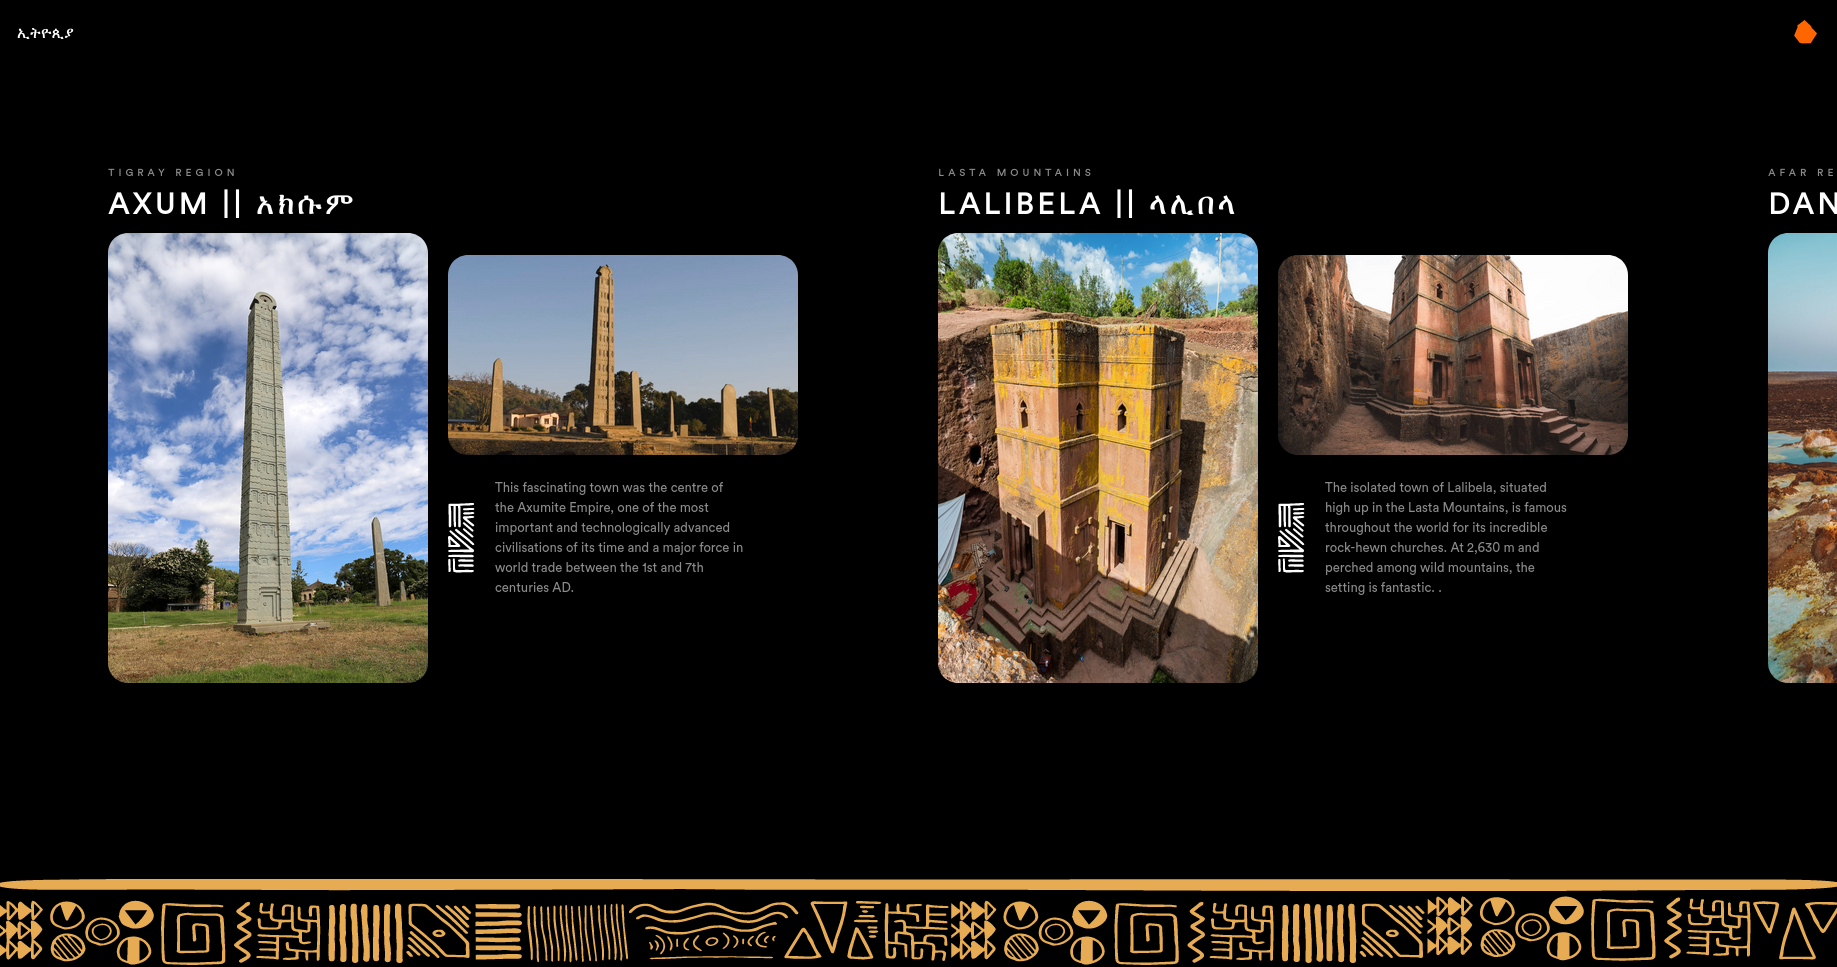 ኢትዮጲያ
TIGRAY REGION
AXUM || አክሱም
This fascinating town was the centre of
the Axumite Empire, one of the most
important and technologically advanced
civilisations of its time and a major force in
world trade between the 1st and 7th
centuries AD.
LASTA MOUNTAINS
LALIBELA || ላሊበላ
The isolated town of Lalibela, situated
high up in the Lasta Mountains, is famous
throughout the world for its incredible
rock-hewn churches. At 2,630 m and
perched among wild mountains, the
setting is fantastic. .
AFAR RE
DAN